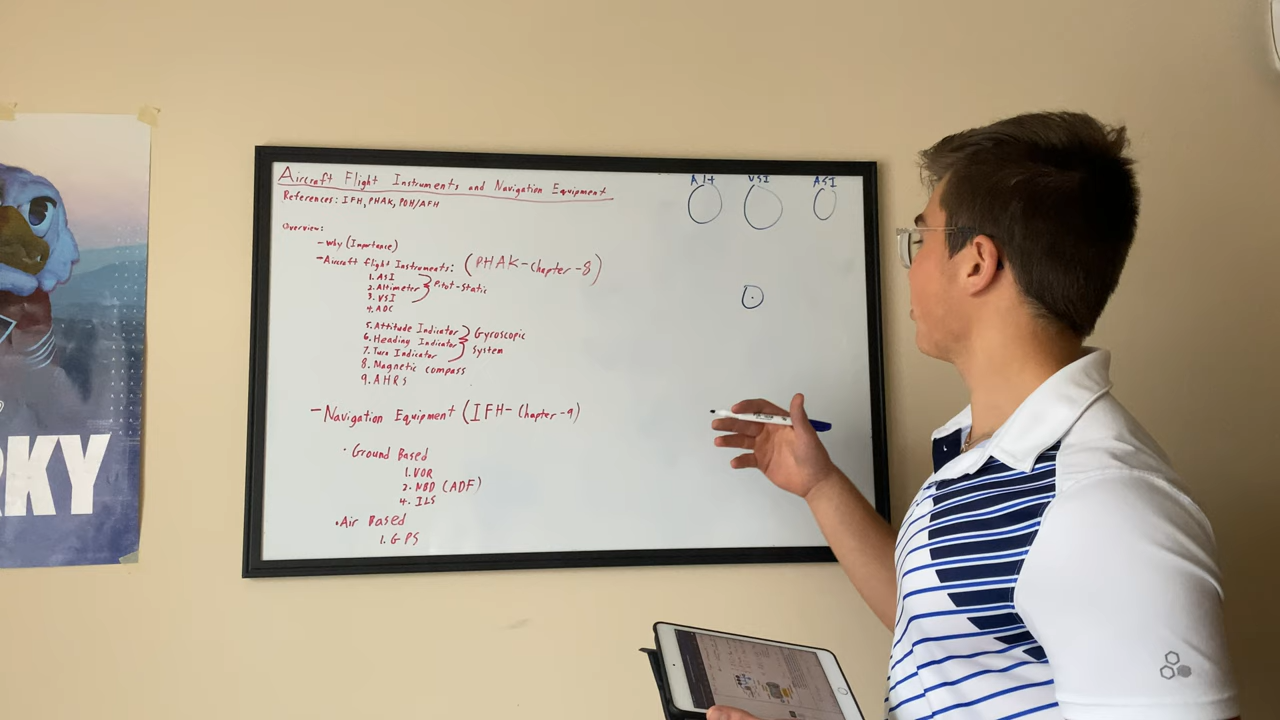 Aircraft Flight Instruments and Navigation Equipment
References: IFH, PHAK, POH/AFH
Overview:
- Why (Importance)
- Aircraft flight Instruments: (PHAK-Chapter-8)
1. ASI
2. Altimeter } Pitot-Static
3. VSI
4. ADC
5. Attitude Indicator } Gyroscopic
6. Heading Indicator System
7. Turn Indicator
8. Magnetic compass
9. AHRS
- Navigation Equipment (IFH-Chapter-9)
• Ground Based
1. VOR
2. NBD (ADF)
4. ILS
• Air Based
1. GPS
Alt VSI ASI
RKY